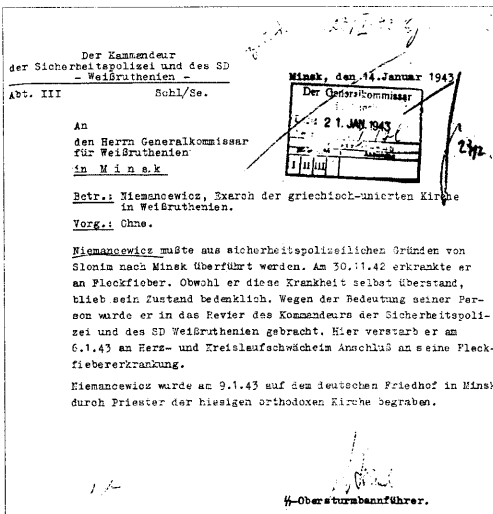 Der Kommandeur
der Sicherheitspolizei und des SD
- Weißruthenien -
Abt. III Schl/Se.
Minsk, den 14.Januar 1943
Der Generalkommissar
21. JAN. 1943
I II III
An
den Herrn Generalkommissar
für Weißruthenien
in M i n s k
Betr.: Niemancewicz, Exarch der griechisch-unierten Kirche
in Weißruthenien.
Vorg.: Ohne.
Niemancewicz mußte aus sicherheitspolizeilichen Gründen von
Slonim nach Minsk überführt werden. Am 30.11.42 erkrankte er
an Fleckfieber. Obwohl er diese Krankheit selbst überstand,
blieb sein Zustand bedenklich. Wegen der Bedeutung seiner Per-
son wurde er in das Revier des Kommandeurs der Sicherheitspoli-
zei und des SD Weißruthenien gebracht. Hier verstarb er am
6.1.43 an Herz- und Kreislaufschwäche im Anschluß an seine Fleck-
fiebererkrankung.
Niemancewicz wurde am 9.1.43 auf dem deutschen Friedhof in Minsk
durch Priester der hiesigen orthodoxen Kirche begraben.
ᛋᛋ-Obersturmbannführer.